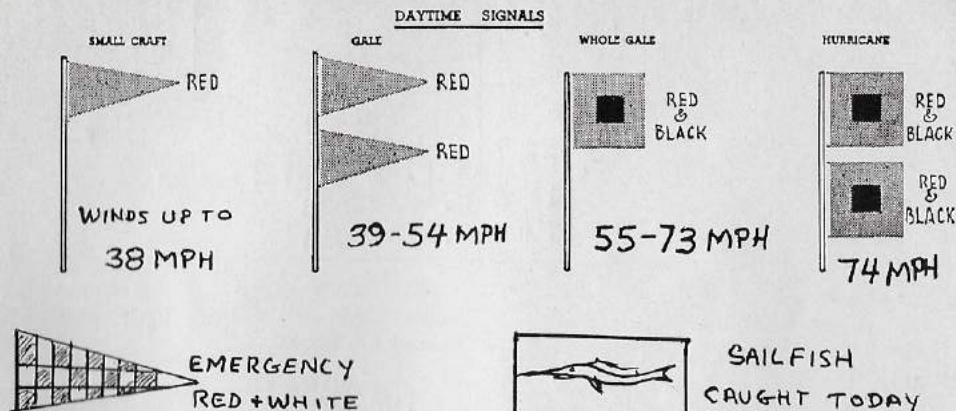 DAYTIME SIGNALS
SMALL CRAFT
RED
WINDS UP TO
38 MPH
GALE
RED
RED
39-54 MPH
WHOLE GALE
RED
&
BLACK
55-73 MPH
HURRICANE
RED
&
BLACK
RED
&
BLACK
74 MPH
EMERGENCY
RED + WHITE
SAILFISH
CAUGHT TODAY